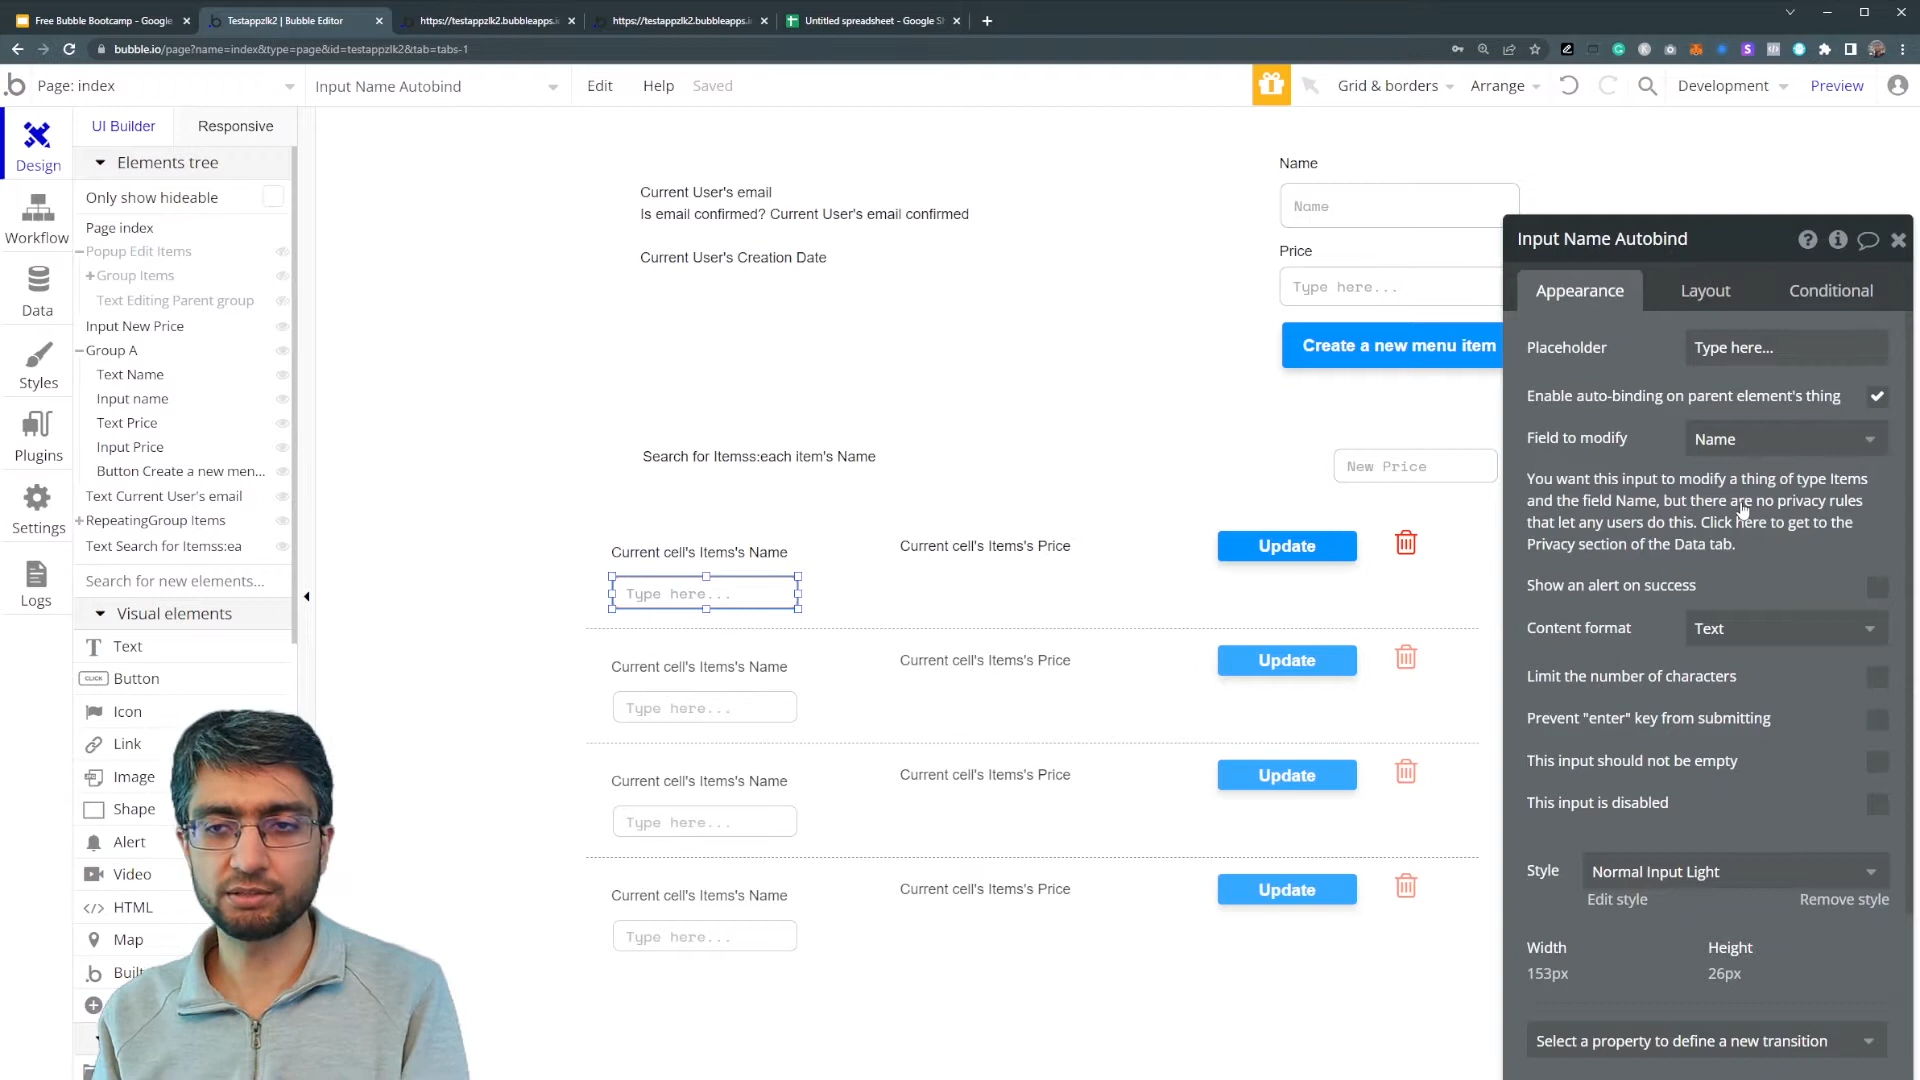 Free Bubble Bootcamp - Google
Testappzlk2 | Bubble Editor
https://testappzlk2.bubbleapps.i
https://testappzlk2.bubbleapps.i
Untitled spreadsheet - Google Sh
bubble.io/page?name=index&type=page&id=testappzlk2&tab=tabs-1
Page: index
Input Name Autobind
Edit
Help
Saved
Grid & borders
Arrange
Development
Preview
Design
Workflow
Data
Styles
Plugins
Settings
Logs
UI Builder
Responsive
Elements tree
Only show hideable
Page index
Popup Edit Items
Group Items
Text Editing Parent group
Input New Price
Group A
Text Name
Input name
Text Price
Input Price
Button Create a new men...
Text Current User's email
RepeatingGroup Items
Text Search for Itemss:ea
Search for new elements...
Visual elements
Text
CLICK
Button
Icon
Link
Image
Shape
Alert
Video
HTML
Map
Built
Current User's email
Is email confirmed? Current User's email confirmed
Current User's Creation Date
Name
Name
Price
Type here...
Create a new menu item
Search for Itemss:each item's Name
New Price
Current cell's Items's Name
Current cell's Items's Price
Update
Type here...
Current cell's Items's Name
Current cell's Items's Price
Update
Type here...
Current cell's Items's Name
Current cell's Items's Price
Update
Type here...
Current cell's Items's Name
Current cell's Items's Price
Update
Type here...
Input Name Autobind
Appearance
Layout
Conditional
Placeholder
Type here...
Enable auto-binding on parent element's thing
Field to modify
Name
You want this input to modify a thing of type Items
and the field Name, but there are no privacy rules
that let any users do this. Click here to get to the
Privacy section of the Data tab.
Show an alert on success
Content format
Text
Limit the number of characters
Prevent "enter" key from submitting
This input should not be empty
This input is disabled
Style
Normal Input Light
Edit style
Remove style
Width
Height
153px
26px
Select a property to define a new transition